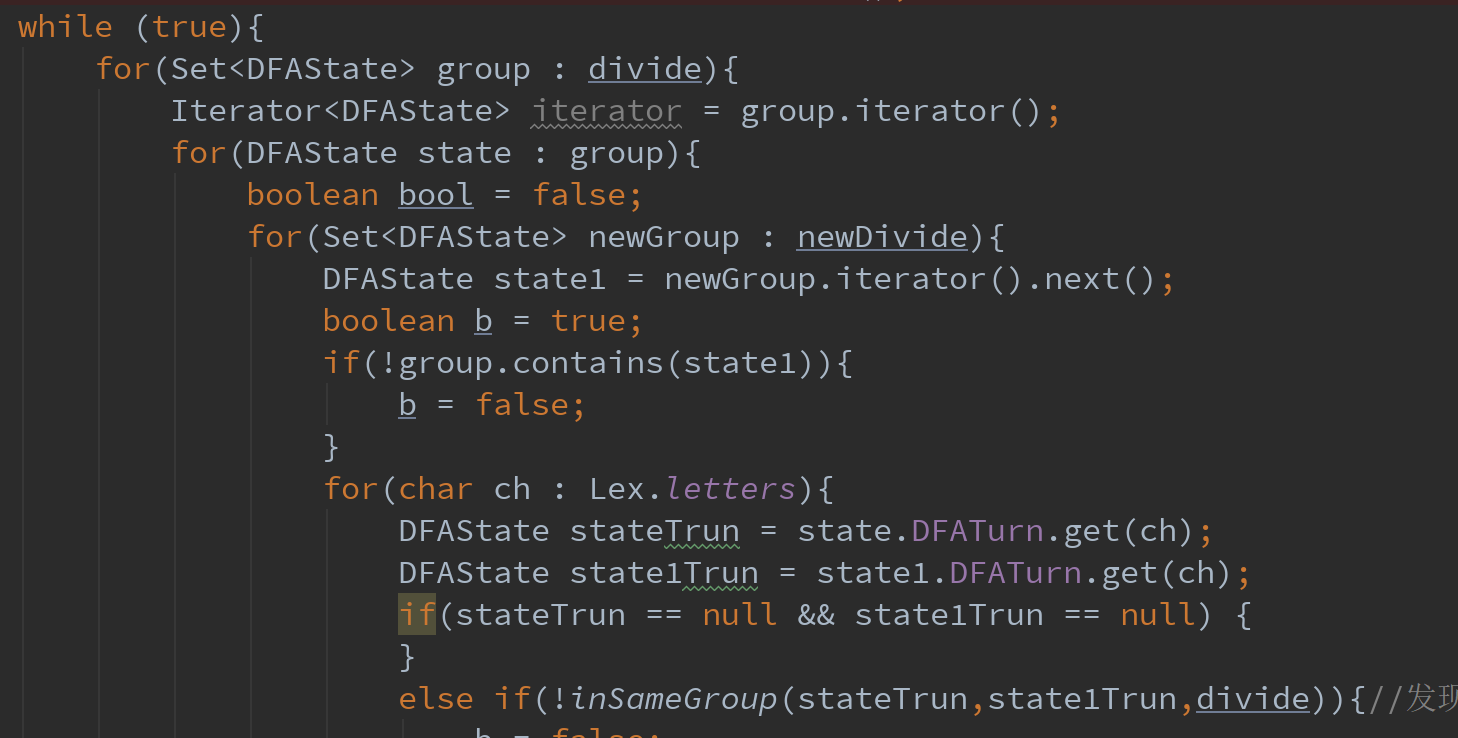 while (true){
for(Set<DFAState> group : divide){
Iterator<DFAState> iterator = group.iterator();
for(DFAState state : group){
boolean bool = false;
for(Set<DFAState> newGroup : newDivide){
DFAState state1 = newGroup.iterator().next();
boolean b = true;
if(!group.contains(state1)){
b = false;
}
for(char ch : Lex.letters){
DFAState stateTrun = state.DFATurn.get(ch);
DFAState state1Trun = state1.DFATurn.get(ch);
if(stateTrun == null && state1Trun == null) {
}
else if(!inSameGroup(stateTrun,state1Trun,divide)){//发现
b = false;